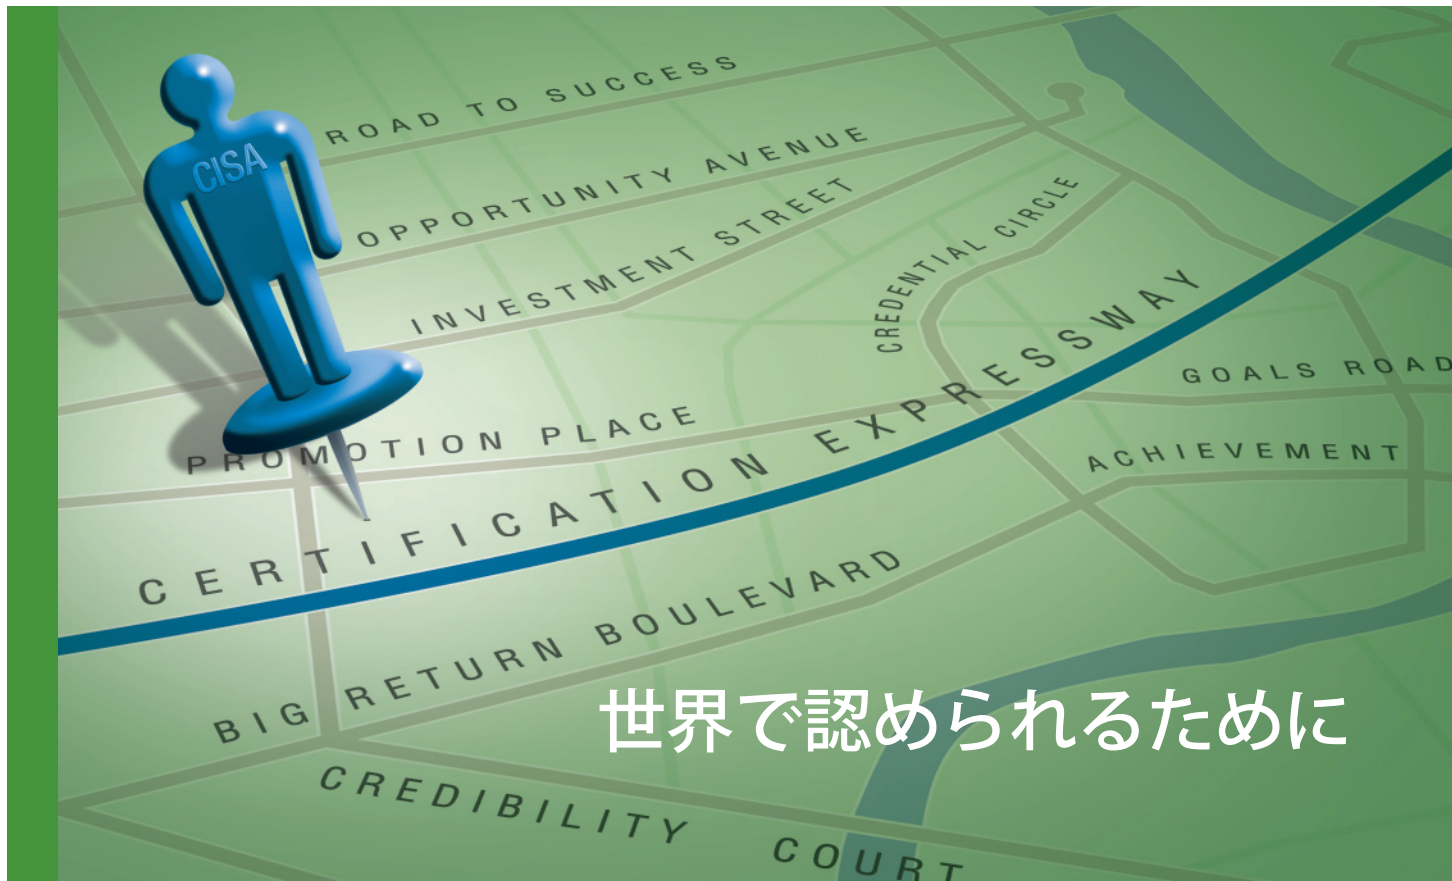 ROAD TO SUCCESS
CISA
OPPORTUNITY AVENUE
INVESTMENT STREET
CREDENTIAL CIRCLE
GOALS ROAD
PROMOTION PLACE
CERTIFICATION EXPRESSWAY
ACHIEVEMENT
BIG RETURN BOULEVARD
世界で認められるために
CREDIBILITY COURT